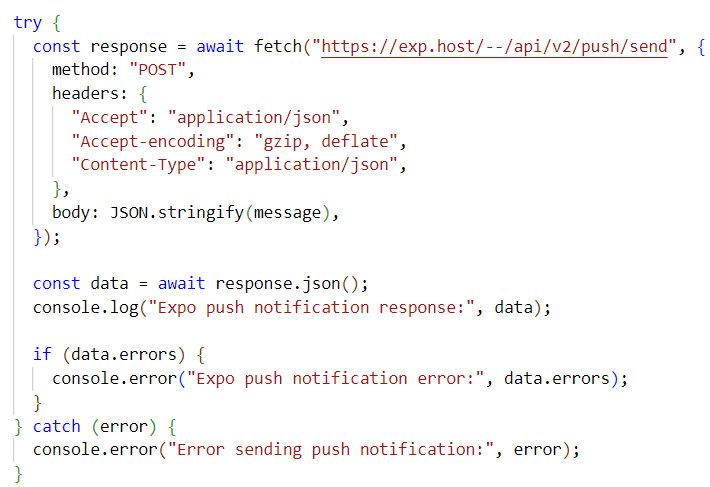 try {
  const response = await fetch("https://exp.host/--/api/v2/push/send", {
    method: "POST",
    headers: {
      "Accept": "application/json",
      "Accept-encoding": "gzip, deflate",
      "Content-Type": "application/json",
    },
    body: JSON.stringify(message),
  });

  const data = await response.json();
  console.log("Expo push notification response:", data);

  if (data.errors) {
    console.error("Expo push notification error:", data.errors);
  }
} catch (error) {
  console.error("Error sending push notification:", error);
}